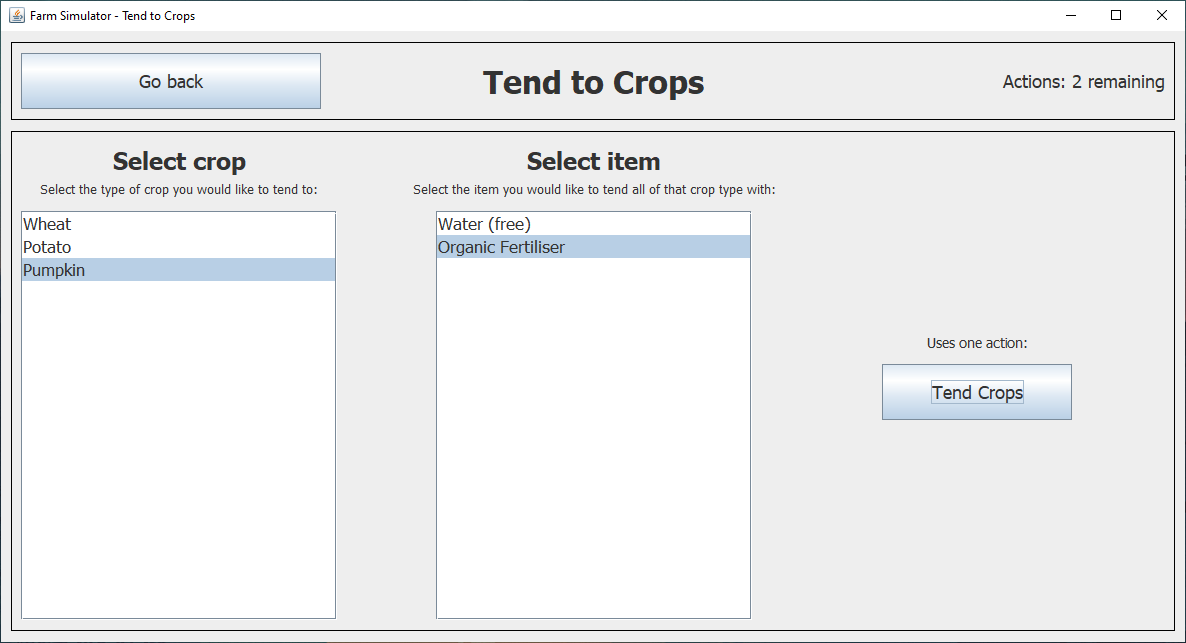 Farm Simulator - Tend to Crops
Go back
Tend to Crops
Actions: 2 remaining
Select crop
Select the type of crop you would like to tend to:
Wheat
Potato
Pumpkin
Select item
Select the item you would like to tend all of that crop type with:
Water (free)
Organic Fertiliser
Uses one action:
Tend Crops